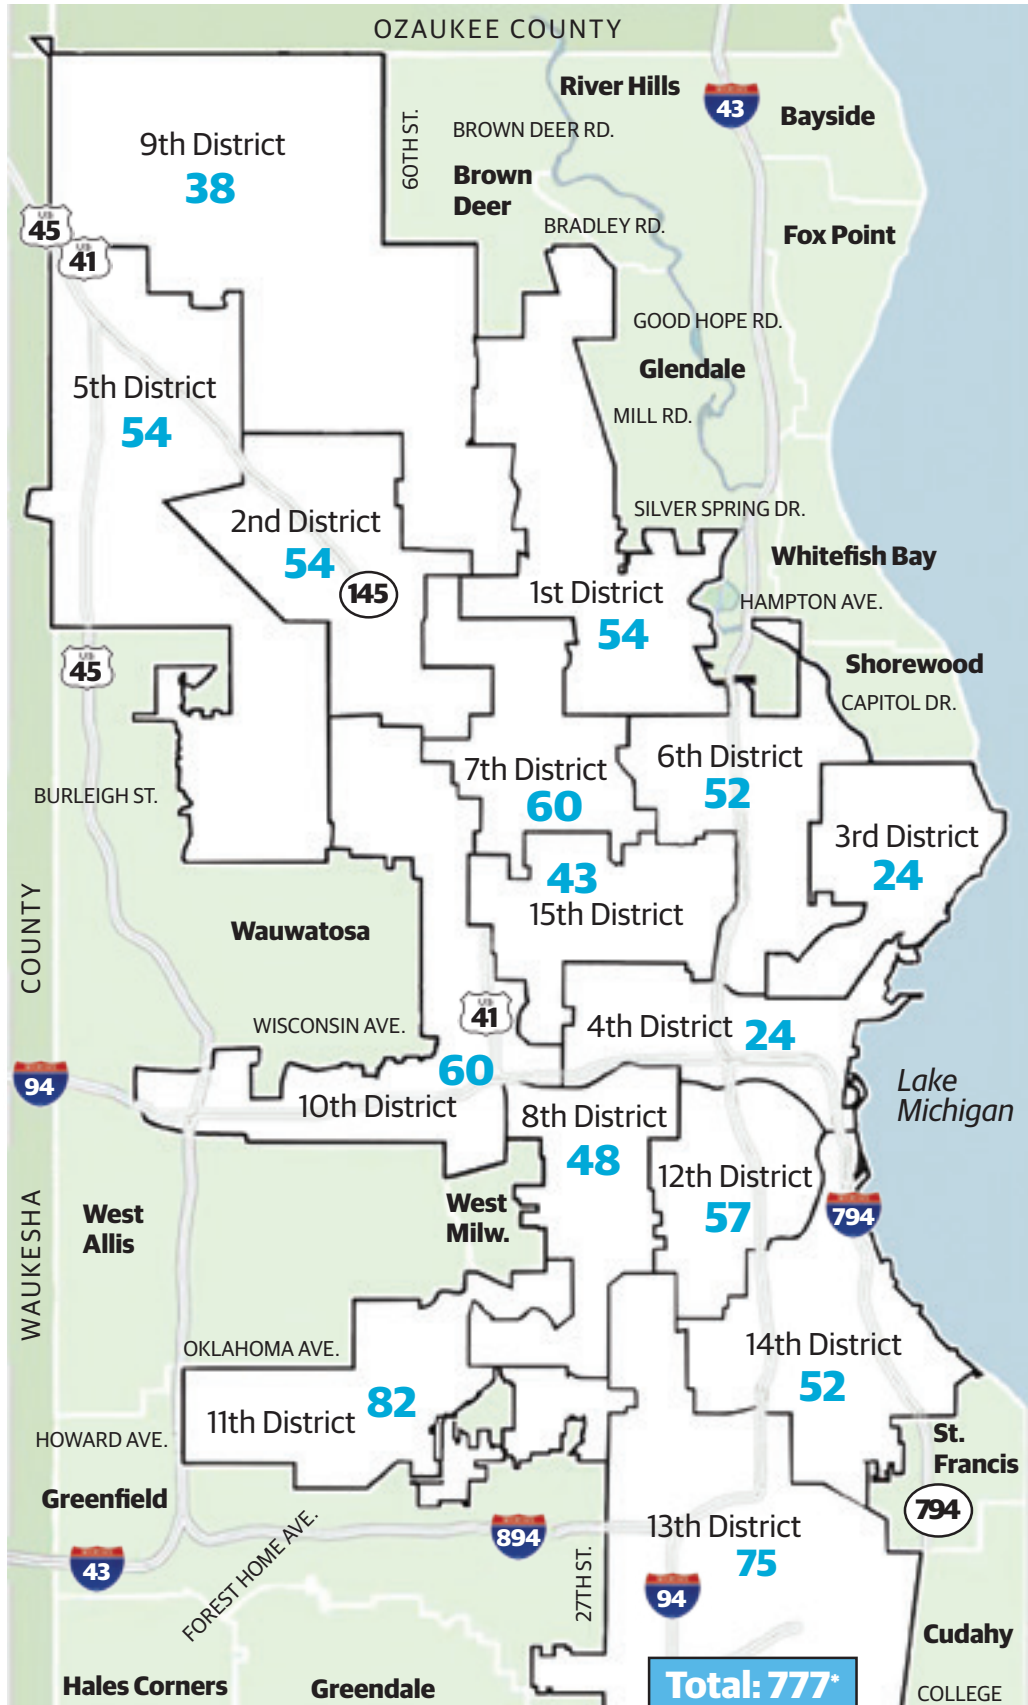 OZAUKEE COUNTY
River Hills
43
Bayside
9th District
38
60TH ST.
BROWN DEER RD.
Brown
Deer
BRADLEY RD.
Fox Point
U.S.
45
U.S.
41
GOOD HOPE RD.
Glendale
5th District
54
MILL RD.
SILVER SPRING DR.
2nd District
54
145
Whitefish Bay
1st District
54
HAMPTON AVE.
U.S.
45
Shorewood
CAPITOL DR.
7th District
60
6th District
52
BURLEIGH ST.
3rd District
24
43
15th District
Wauwatosa
COUNTY
U.S.
41
WISCONSIN AVE.
4th District 24
94
60
10th District
Lake
Michigan
8th District
48
12th District
57
West
Milw.
West
Allis
794
WAUKESHA
OKLAHOMA AVE.
14th District
52
11th District
82
HOWARD AVE.
St.
Francis
Greenfield
794
894
13th District
75
43
FOREST HOME AVE.
27TH ST.
94
Cudahy
Hales Corners
Greendale
Total: 777*
COLLEGE